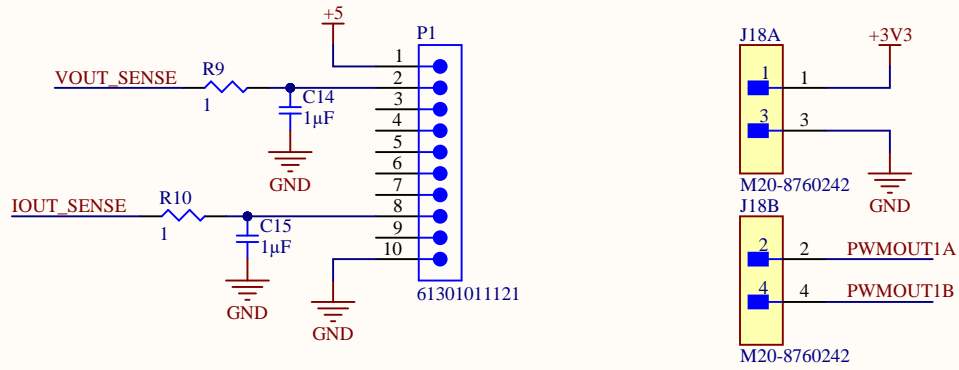 +5
P1
1
VOUT_SENSE
R9
1
2
C14
1μF
3
4
GND
5
6
7
IOUT_SENSE
R10
1
8
C15
1μF
9
10
GND
GND
61301011121
J18A
+3V3
1
1
3
3
M20-8760242
GND
J18B
2
2
PWMOUT1A
4
4
PWMOUT1B
M20-8760242